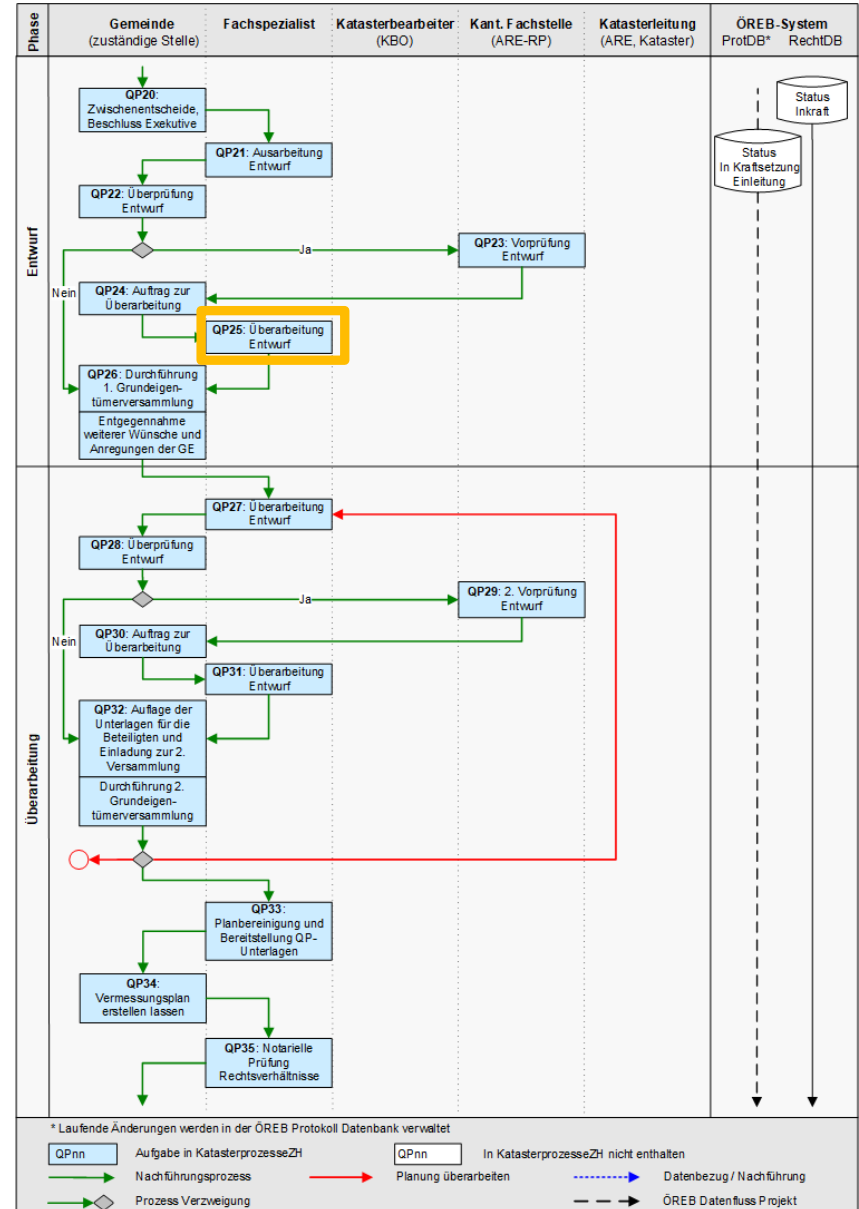 Phase
Gemeinde
(zuständige Stelle)
Fachspezialist
Katasterbearbeiter
(KBO)
Kant. Fachstelle
(ARE-RP)
Katasterleitung
(ARE, Kataster)
ÖREB-System
ProtDB* RechtDB
Entwurf
QP20:
Zwischenentscheide,
Beschluss Exekutive
Status
Inkraft
QP21: Ausarbeitung
Entwurf
Status
In Kraftsetzung
Einleitung
QP22: Überprüfung
Entwurf
Ja
QP23: Vorprüfung
Entwurf
Nein
QP24: Auftrag zur
Überarbeitung
QP25: Überarbeitung
Entwurf
QP26: Durchführung
1. Grundeigen-
tümerversammlung
Entgegennahme
weiterer Wünsche und
Anregungen der GE
Überarbeitung
QP27: Überarbeitung
Entwurf
QP28: Überprüfung
Entwurf
Ja
QP29: 2. Vorprüfung
Entwurf
Nein
QP30: Auftrag zur
Überarbeitung
QP31: Überarbeitung
Entwurf
QP32: Auflage der
Unterlagen für die
Beteiligten und
Einladung zur 2.
Versammlung
Durchführung 2.
Grundeigen-
tümerversammlung
QP33:
Planbereinigung und
Bereitstellung QP-
Unterlagen
QP34:
Vermessungsplan
erstellen lassen
QP35: Notarielle
Prüfung
Rechtsverhältnisse
* Laufende Änderungen werden in der ÖREB Protokoll Datenbank verwaltet
QPnn Aufgabe in KatasterprozesseZH
QPnn In KatasterprozesseZH nicht enthalten
Nachführungsprozess
Planung überarbeiten
Datenbezug / Nachführung
Prozess Verzweigung
ÖREB Datenfluss Projekt